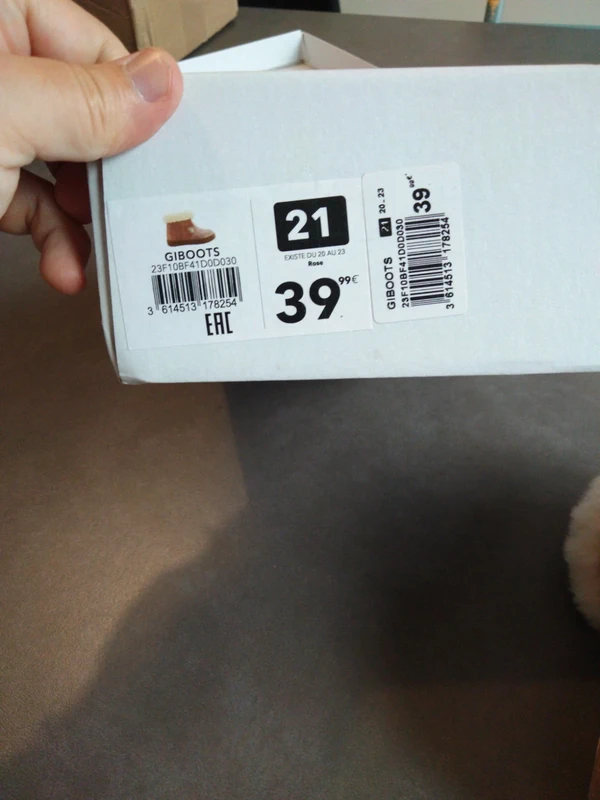 GIBOOTS
23F10BF41D0D030
3 614513 178254
EAC
21
EXISTE DU 20 AU 23
Rose
39,99€
21 20.23
39,99€
GIBOOTS
23F10BF41D0D030
3 614513 178254